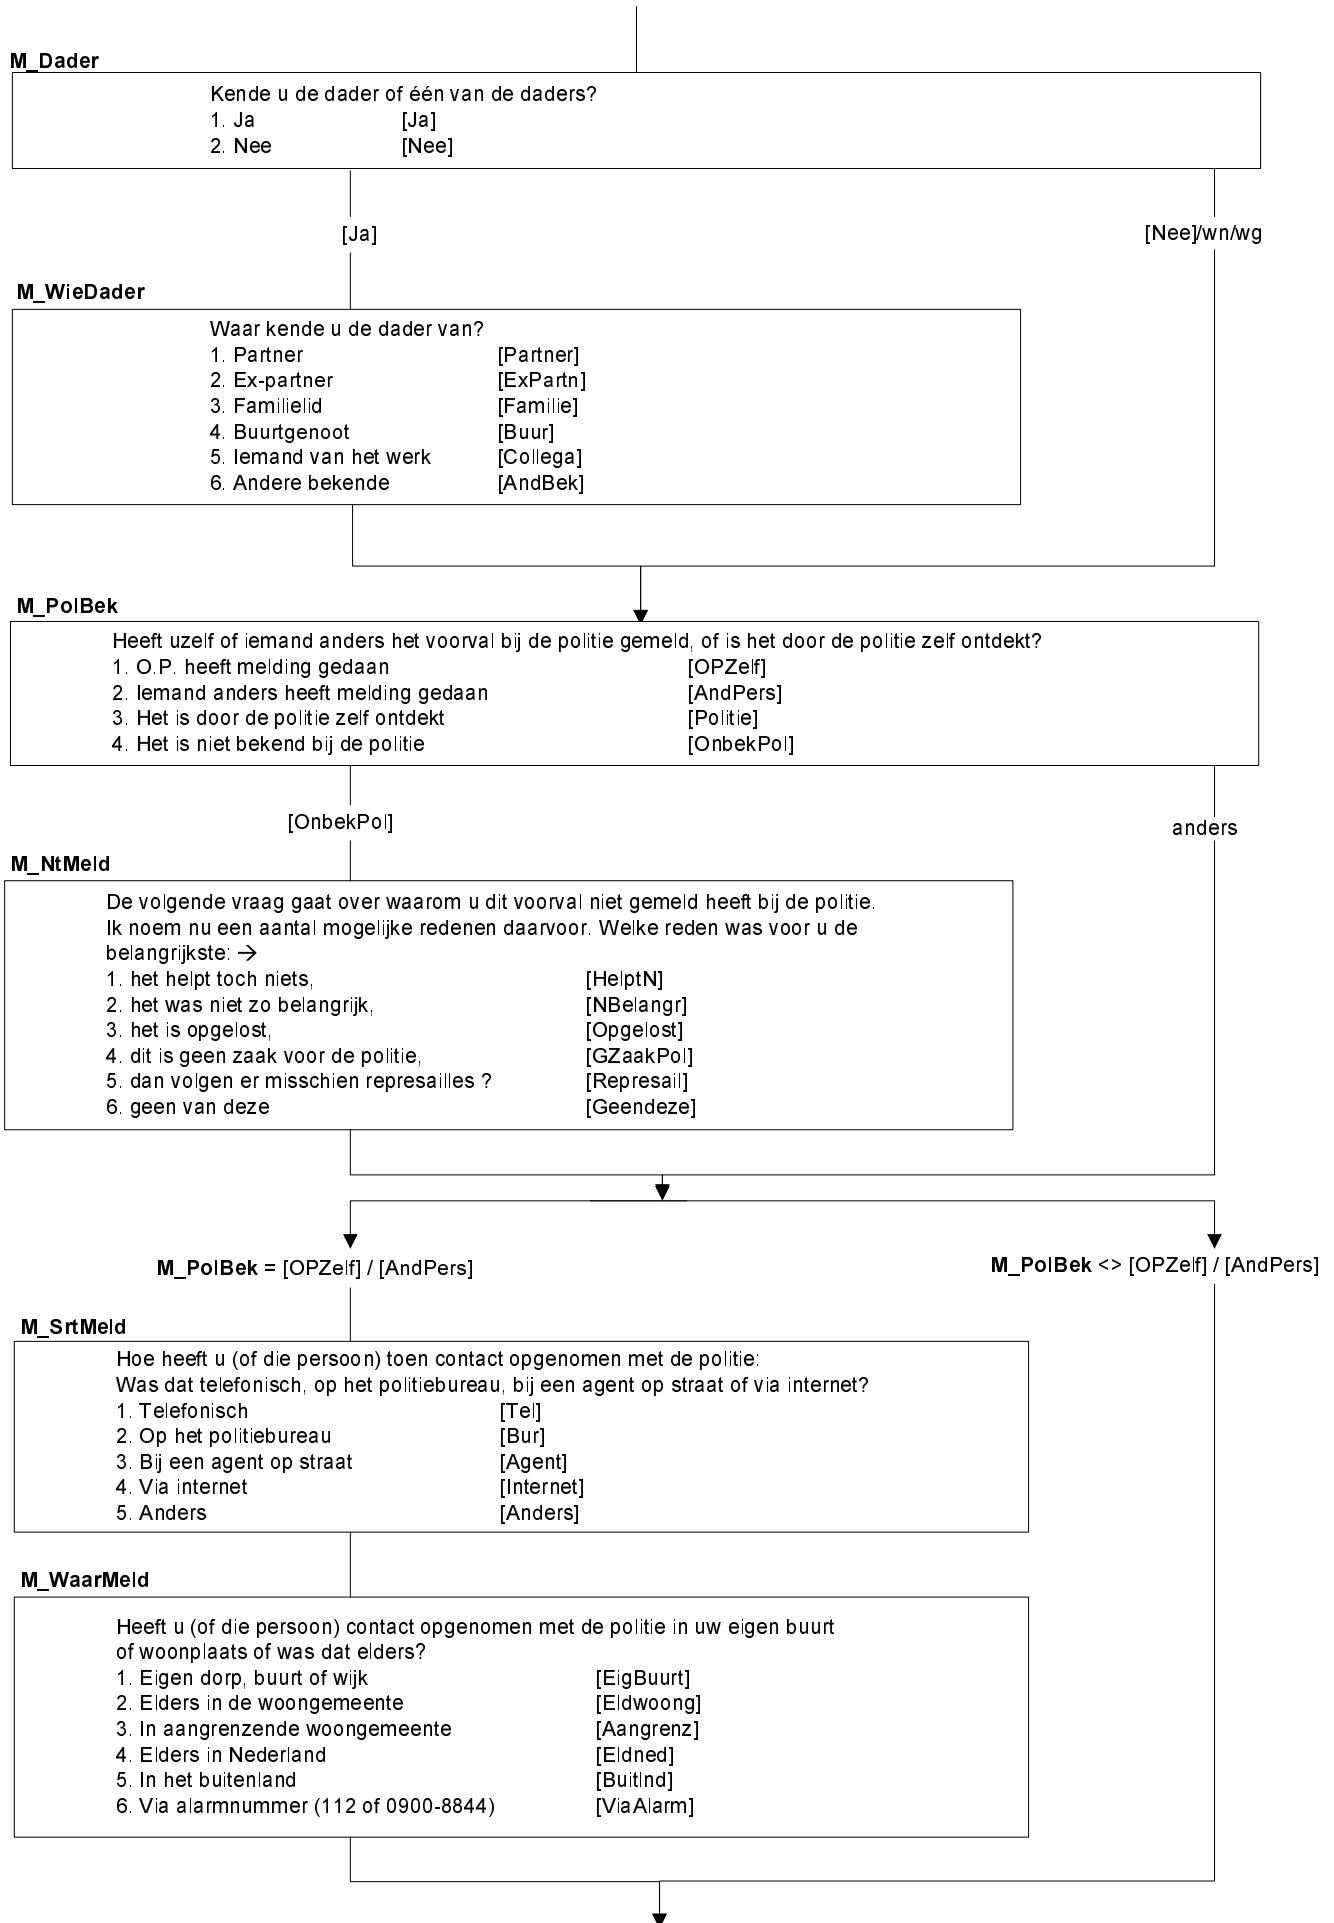 M_Dader
Kende u de dader of één van de daders?
1. Ja [Ja]
2. Nee [Nee]
[Ja]
[Nee]/wn/wg
M_WieDader
Waar kende u de dader van?
1. Partner [Partner]
2. Ex-partner [ExPartn]
3. Familielid [Familie]
4. Buurtgenoot [Buur]
5. Iemand van het werk [Collega]
6. Andere bekende [AndBek]
M_PolBek
Heeft uzelf of iemand anders het voorval bij de politie gemeld, of is het door de politie zelf ontdekt?
1. O.P. heeft melding gedaan [OPZelf]
2. Iemand anders heeft melding gedaan [AndPers]
3. Het is door de politie zelf ontdekt [Politie]
4. Het is niet bekend bij de politie [OnbekPol]
[OnbekPol]
anders
M_NtMeld
De volgende vraag gaat over waarom u dit voorval niet gemeld heeft bij de politie.
Ik noem nu een aantal mogelijke redenen daarvoor. Welke reden was voor u de
belangrijkste: →
1. het helpt toch niets, [HelptN]
2. het was niet zo belangrijk, [NBelangr]
3. het is opgelost, [Opgelost]
4. dit is geen zaak voor de politie, [GZaakPol]
5. dan volgen er misschien represailles ? [Represail]
6. geen van deze [Geendeze]
M_PolBek = [OPZelf] / [AndPers]
M_PolBek <> [OPZelf] / [AndPers]
M_SrtMeld
Hoe heeft u (of die persoon) toen contact opgenomen met de politie:
Was dat telefonisch, op het politiebureau, bij een agent op straat of via internet?
1. Telefonisch [Tel]
2. Op het politiebureau [Bur]
3. Bij een agent op straat [Agent]
4. Via internet [Internet]
5. Anders [Anders]
M_WaarMeld
Heeft u (of die persoon) contact opgenomen met de politie in uw eigen buurt
of woonplaats of was dat elders?
1. Eigen dorp, buurt of wijk [EigBuurt]
2. Elders in de woongemeente [Eldwoong]
3. In aangrenzende woongemeente [Aangrenz]
4. Elders in Nederland [Eldned]
5. In het buitenland [Buitlnd]
6. Via alarmnummer (112 of 0900-8844) [ViaAlarm]